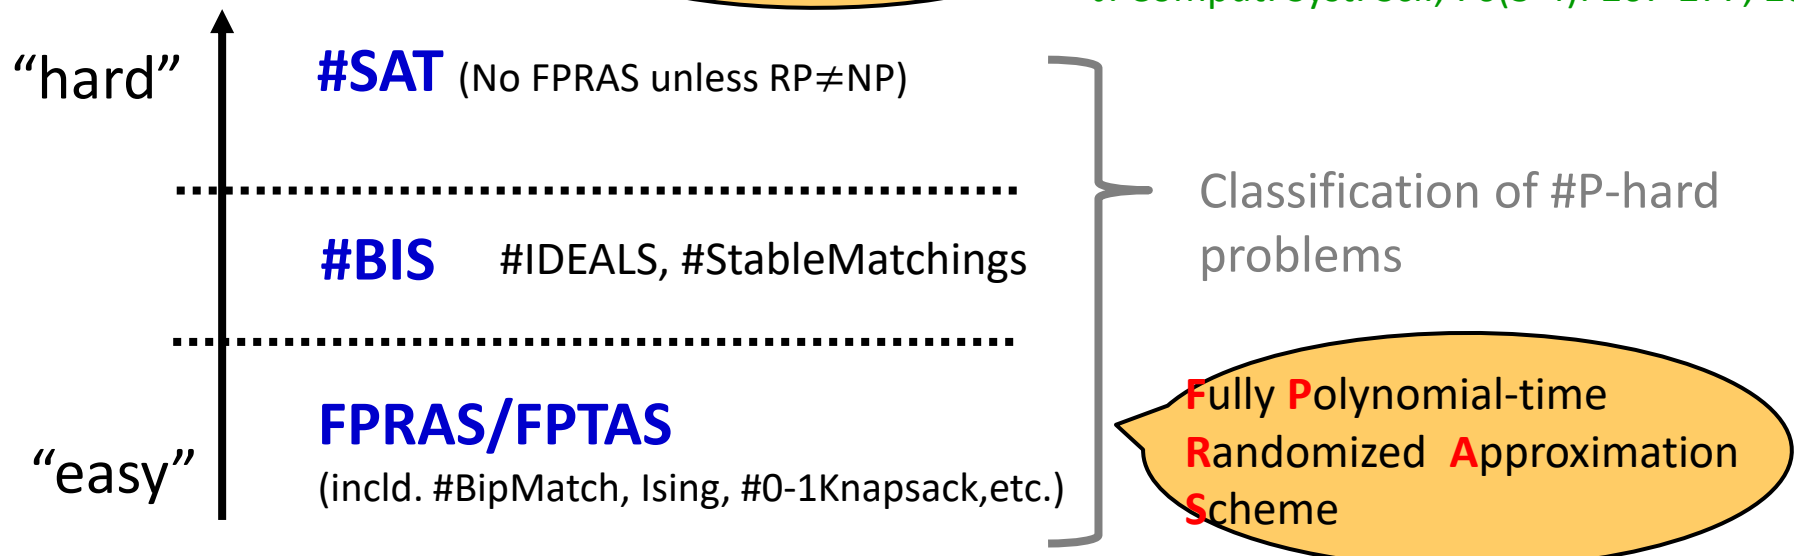 “hard”
#SAT (No FPRAS unless RP≠NP)
Classification of #P-hard
problems
#BIS #IDEALS, #StableMatchings
FPRAS/FPTAS
(incld. #BipMatch, Ising, #0-1Knapsack,etc.)
“easy”
Fully Polynomial-time
Randomized Approximation
Scheme